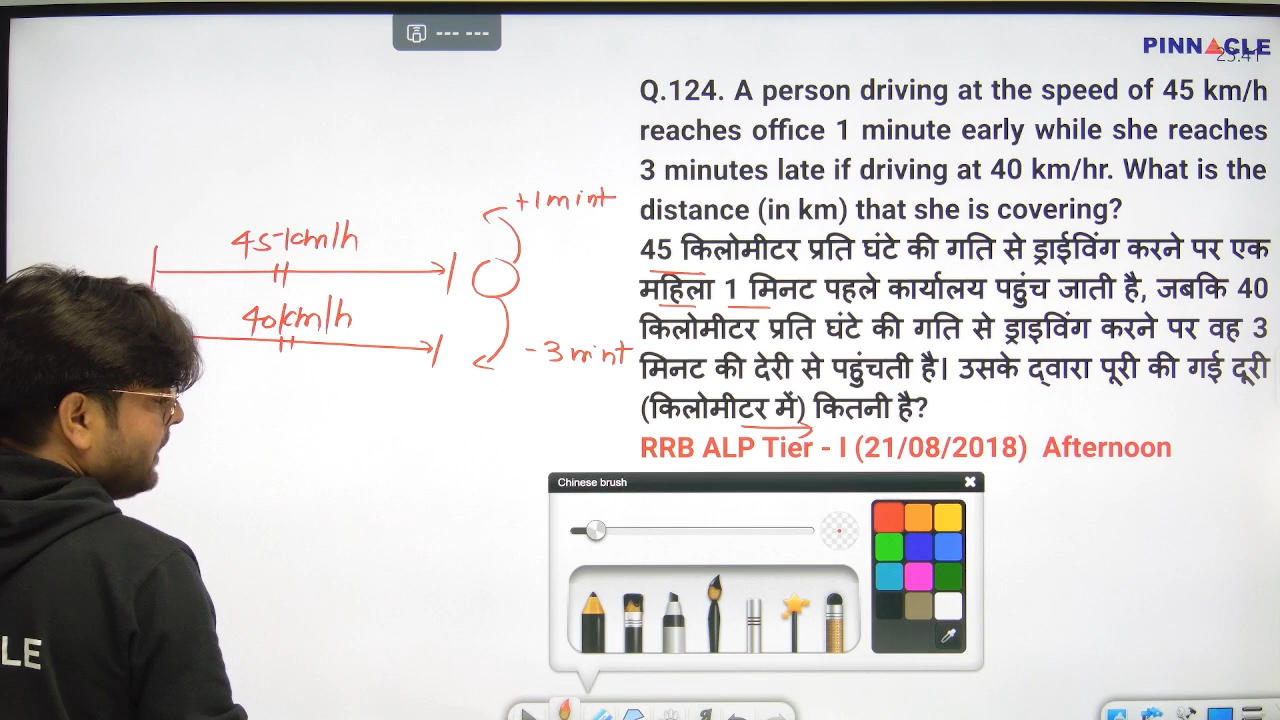 --- ---
PINNACLE
23:41
Q.124. A person driving at the speed of 45 km/h
reaches office 1 minute early while she reaches
3 minutes late if driving at 40 km/hr. What is the
distance (in km) that she is covering?
45 किलोमीटर प्रति घंटे की गति से ड्राईविंग करने पर एक
महिला 1 मिनट पहले कार्यालय पहुंच जाती है, जबकि 40
किलोमीटर प्रति घंटे की गति से ड्राइविंग करने पर वह 3
मिनट की देरी से पहुंचती है। उसके द्वारा पूरी की गई दूरी
(किलोमीटर में) कितनी है?
RRB ALP Tier - I (21/08/2018) Afternoon
+1mint
45km/h
40km/h
-3mint
Chinese brush
LE